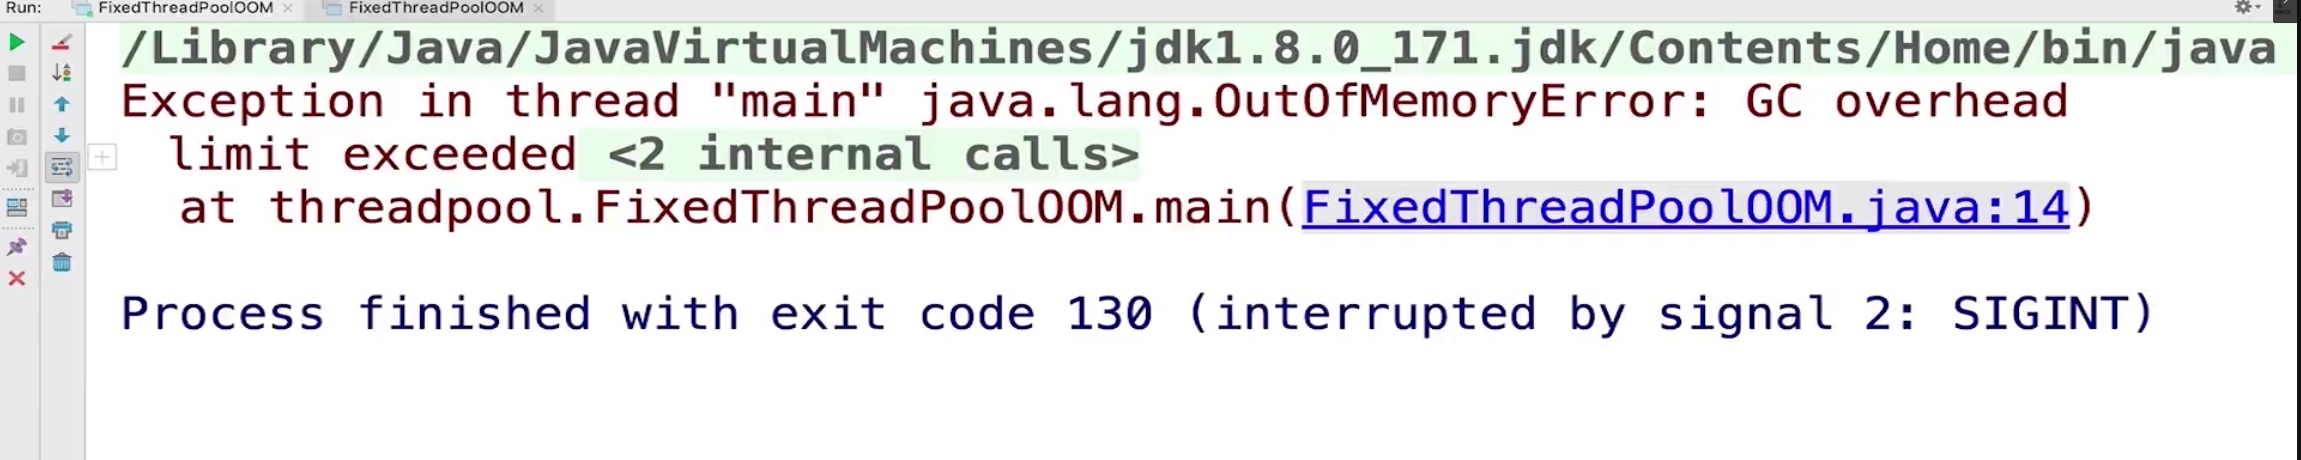 Run: FixedThreadPoolOOM × FixedThreadPoolOOM ×
/Library/Java/JavaVirtualMachines/jdk1.8.0_171.jdk/Contents/Home/bin/java
Exception in thread "main" java.lang.OutOfMemoryError: GC overhead
limit exceeded <2 internal calls>
at threadpool.FixedThreadPoolOOM.main(FixedThreadPoolOOM.java:14)
Process finished with exit code 130 (interrupted by signal 2: SIGINT)